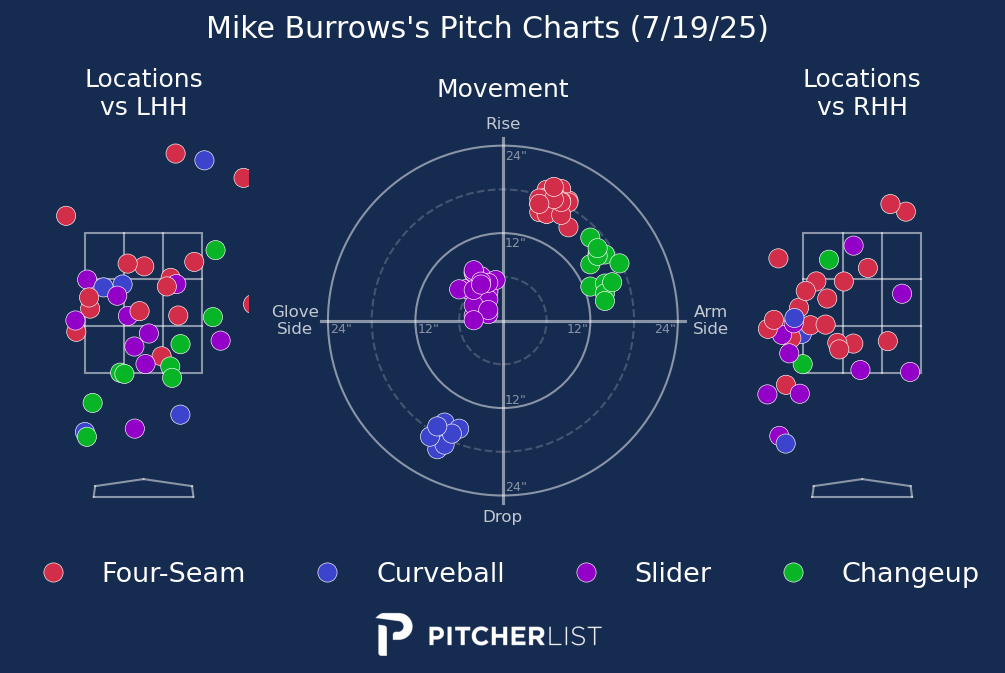 Mike Burrows's Pitch Charts (7/19/25)
Locations
vs LHH
Movement
Locations
vs RHH
Rise
24"
12"
Glove
Side
24"
12"
12"
24"
Arm
Side
12"
24"
Drop
Four-Seam
Curveball
Slider
Changeup
PITCHERLIST